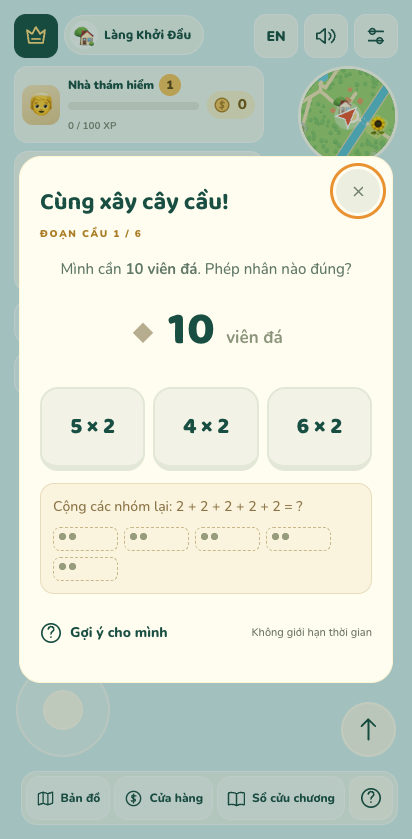 Làng Khởi Đầu
EN
Nhà thám hiểm 1
0
0 / 100 XP
Cùng xây cây cầu!
ĐOẠN CẦU 1 / 6
Mình cần 10 viên đá. Phép nhân nào đúng?
10 viên đá
5 × 2
4 × 2
6 × 2
Cộng các nhóm lại: 2 + 2 + 2 + 2 + 2 = ?
Gợi ý cho mình
Không giới hạn thời gian
Bản đồ
Cửa hàng
Sổ cửu chương